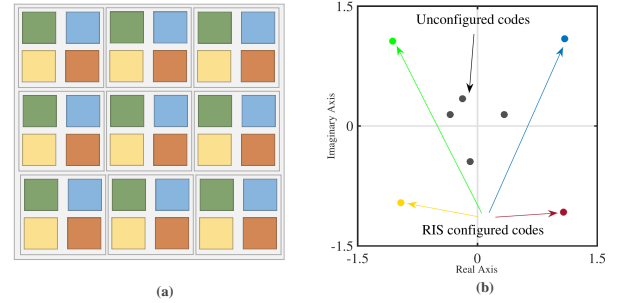 1.5
Unconfigured codes
Imaginary Axis
0
RIS configured codes
-1.5
-1.5
0
1.5
Real Axis
(a)
(b)